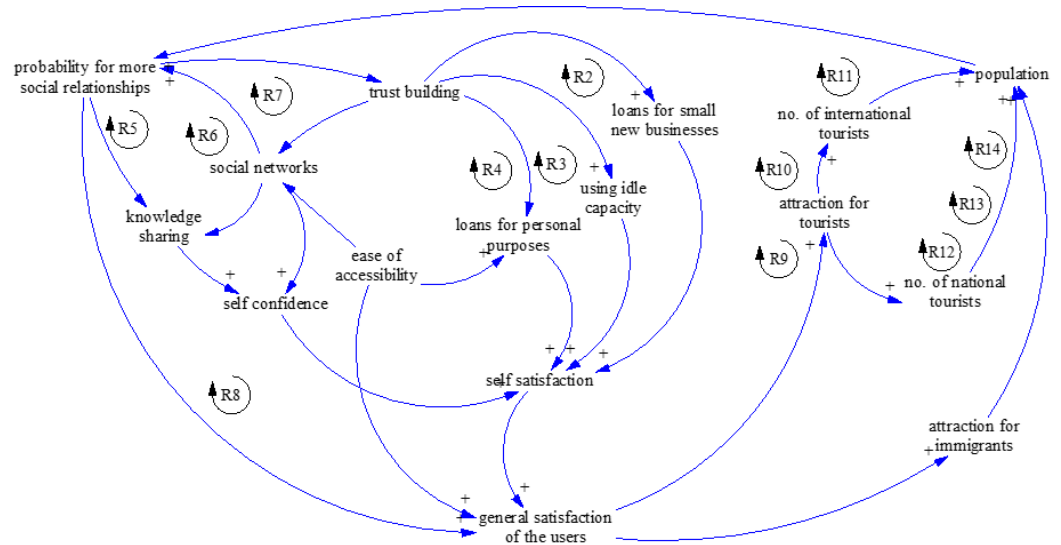 probability for more
social relationships
R5
R6
R7
trust building
R2
loans for small
new businesses
R11
no. of international
tourists
population
social networks
R4
R3
using idle
capacity
R10
R14
knowledge
sharing
loans for personal
purposes
attraction for
tourists
R13
ease of
accessibility
R9
R12
no. of national
tourists
self confidence
self satisfaction
R8
attraction for
immigrants
general satisfaction
of the users